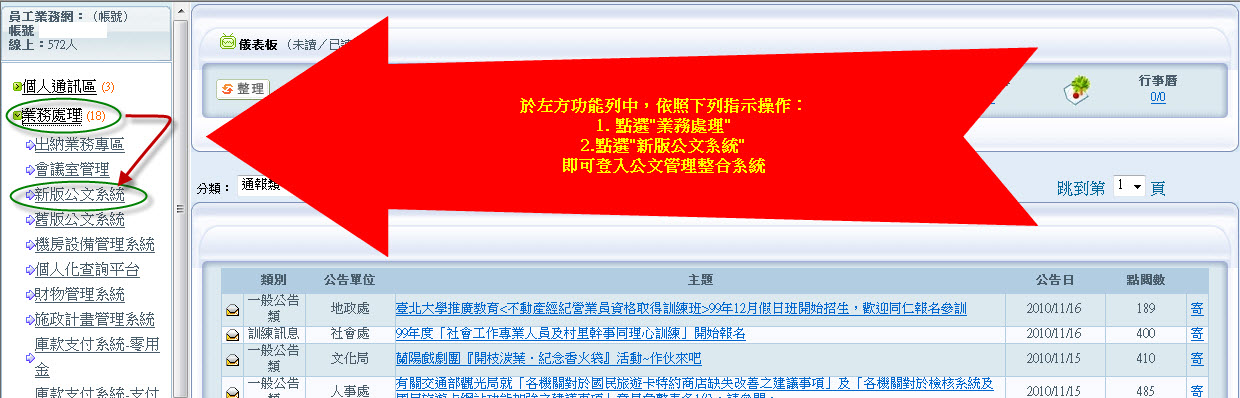 員工業務網：（帳號）
帳號
線上：572人
個人通訊區 (3)
業務處理 (18)
出納業務專區
會議室管理
新版公文系統
舊版公文系統
機房設備管理系統
個人化查詢平台
財物管理系統
施政計畫管理系統
庫款支付系統-零用
金
庫款支付系統-支付
儀表板 （未讀／已讀
整理
行事曆
0/0
於左方功能列中，依照下列指示操作：
1. 點選"業務處理"
2.點選"新版公文系統"
即可登入公文管理整合系統
分類： 通報類
跳到第 1 頁
類別 公告單位 主題 公告日 點閱數
一般公告類 地政處 臺北大學推廣教育<不動產經紀營業員資格取得訓練班>99年12月假日班開始招生，歡迎同仁報名參訓 2010/11/16 189 寄
訓練訊息 社會處 99年度「社會工作專業人員及村里幹事同理心訓練」開始報名 2010/11/16 400 寄
一般公告類 文化局 蘭陽戲劇團『開枝淚葉．紀念香火袋』活動~作伙來吧 2010/11/15 410 寄
一般公告 人事處 有關交通部觀光局就「各機關對於國民旅遊卡特約商店缺失改善之建議事項」及「各機關對於檢核系統及 2010/11/15 485 寄